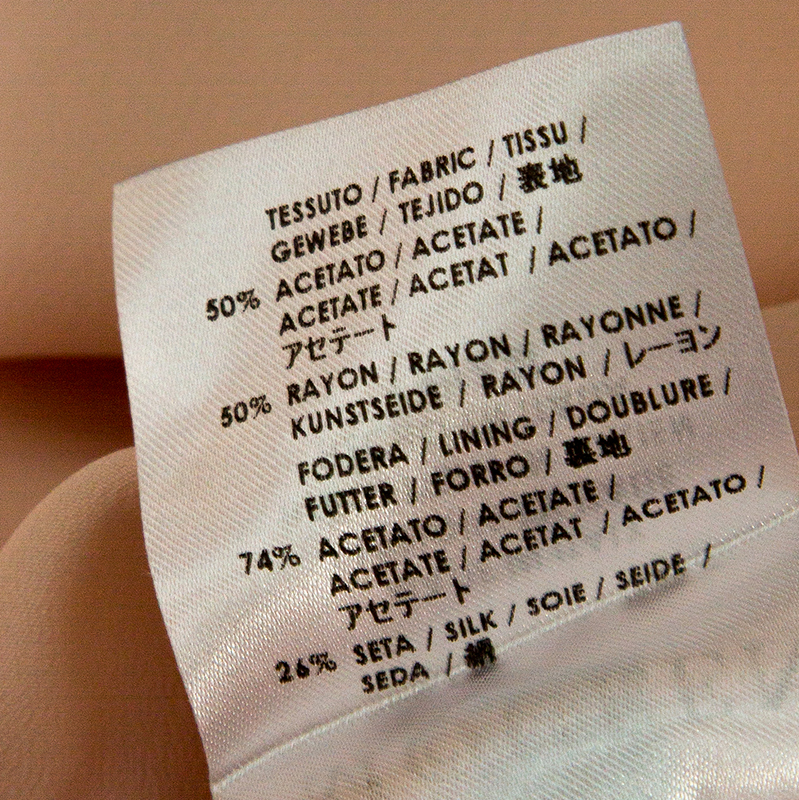 TESSUTO / FABRIC / TISSU /
GEWEBE / TEJIDO / 表地
50% ACETATO / ACETATE /
ACETATE / ACETAT / ACETATO /
アセテート
50% RAYON / RAYON / RAYONNE /
KUNSTSEIDE / RAYON / レーヨン
FODERA / LINING / DOUBLURE /
FUTTER / FORRO / 裏地
74% ACETATO / ACETATE /
ACETATE / ACETAT / ACETATO /
アセテート
26% SETA / SILK / SOIE / SEIDE /
SEDA / 絹